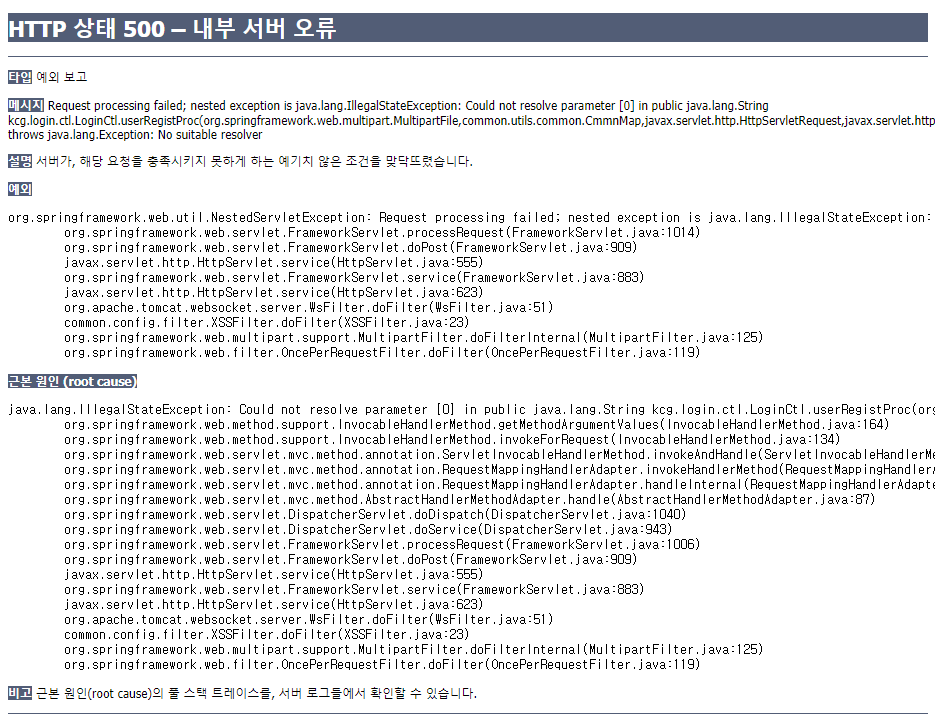 HTTP 상태 500 – 내부 서버 오류
타입 예외 보고
메시지 Request processing failed; nested exception is java.lang.IllegalStateException: Could not resolve parameter [0] in public java.lang.String
kcg.login.ctl.LoginCtl.userRegistProc(org.springframework.web.multipart.MultipartFile,common.utils.common.CmmnMap,javax.servlet.http.HttpServletRequest,javax.servlet.http
throws java.lang.Exception: No suitable resolver
설명 서버가, 해당 요청을 충족시키지 못하게 하는 예기치 않은 조건을 맞닥뜨렸습니다.
예외
org.springframework.web.util.NestedServletException: Request processing failed; nested exception is java.lang.IllegalStateException:
org.springframework.web.servlet.FrameworkServlet.processRequest(FrameworkServlet.java:1014)
org.springframework.web.servlet.FrameworkServlet.doPost(FrameworkServlet.java:909)
javax.servlet.http.HttpServlet.service(HttpServlet.java:555)
org.springframework.web.servlet.FrameworkServlet.service(FrameworkServlet.java:883)
javax.servlet.http.HttpServlet.service(HttpServlet.java:623)
org.apache.tomcat.websocket.server.WsFilter.doFilter(WsFilter.java:51)
common.config.filter.XSSFilter.doFilter(XSSFilter.java:23)
org.springframework.web.multipart.support.MultipartFilter.doFilterInternal(MultipartFilter.java:125)
org.springframework.web.filter.OncePerRequestFilter.doFilter(OncePerRequestFilter.java:119)
근본 원인 (root cause)
java.lang.IllegalStateException: Could not resolve parameter [0] in public java.lang.String kcg.login.ctl.LoginCtl.userRegistProc(org
org.springframework.web.method.support.InvocableHandlerMethod.getMethodArgumentValues(InvocableHandlerMethod.java:164)
org.springframework.web.method.support.InvocableHandlerMethod.invokeForRequest(InvocableHandlerMethod.java:134)
org.springframework.web.servlet.mvc.method.annotation.ServletInvocableHandlerMethod.invokeAndHandle(ServletInvocableHandlerMe
org.springframework.web.servlet.mvc.method.annotation.RequestMappingHandlerAdapter.invokeHandlerMethod(RequestMappingHandlerA
org.springframework.web.servlet.mvc.method.annotation.RequestMappingHandlerAdapter.handleInternal(RequestMappingHandlerAdapte
org.springframework.web.servlet.mvc.method.AbstractHandlerMethodAdapter.handle(AbstractHandlerMethodAdapter.java:87)
org.springframework.web.servlet.DispatcherServlet.doDispatch(DispatcherServlet.java:1040)
org.springframework.web.servlet.DispatcherServlet.doService(DispatcherServlet.java:943)
org.springframework.web.servlet.FrameworkServlet.processRequest(FrameworkServlet.java:1006)
org.springframework.web.servlet.FrameworkServlet.doPost(FrameworkServlet.java:909)
javax.servlet.http.HttpServlet.service(HttpServlet.java:555)
org.springframework.web.servlet.FrameworkServlet.service(FrameworkServlet.java:883)
javax.servlet.http.HttpServlet.service(HttpServlet.java:623)
org.apache.tomcat.websocket.server.WsFilter.doFilter(WsFilter.java:51)
common.config.filter.XSSFilter.doFilter(XSSFilter.java:23)
org.springframework.web.multipart.support.MultipartFilter.doFilterInternal(MultipartFilter.java:125)
org.springframework.web.filter.OncePerRequestFilter.doFilter(OncePerRequestFilter.java:119)
비고 근본 원인(root cause)의 풀 스택 트레이스를, 서버 로그들에서 확인할 수 있습니다.